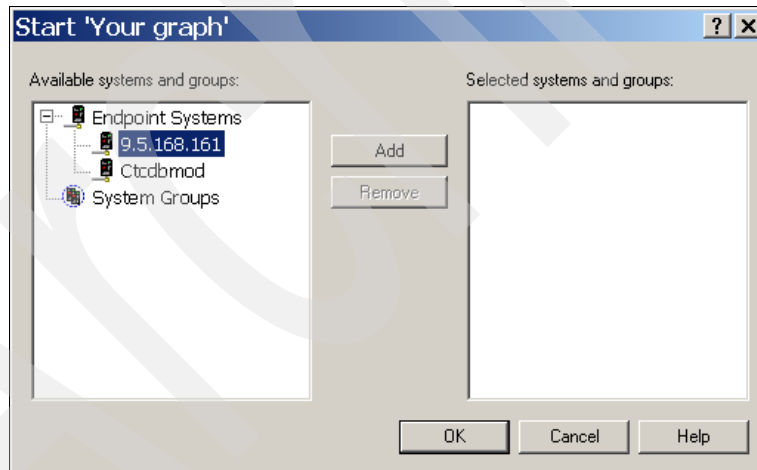 Start 'Your graph'
? X
Available systems and groups:
Selected systems and groups:
Endpoint Systems
9.5.168.161
Ctcdbmod
System Groups
Add
Remove
OK
Cancel
Help